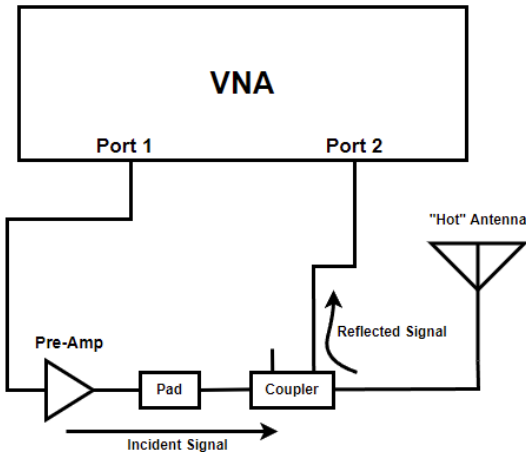 VNA
Port 1
Port 2
"Hot" Antenna
Reflected Signal
Pre-Amp
Pad
Coupler
Incident Signal